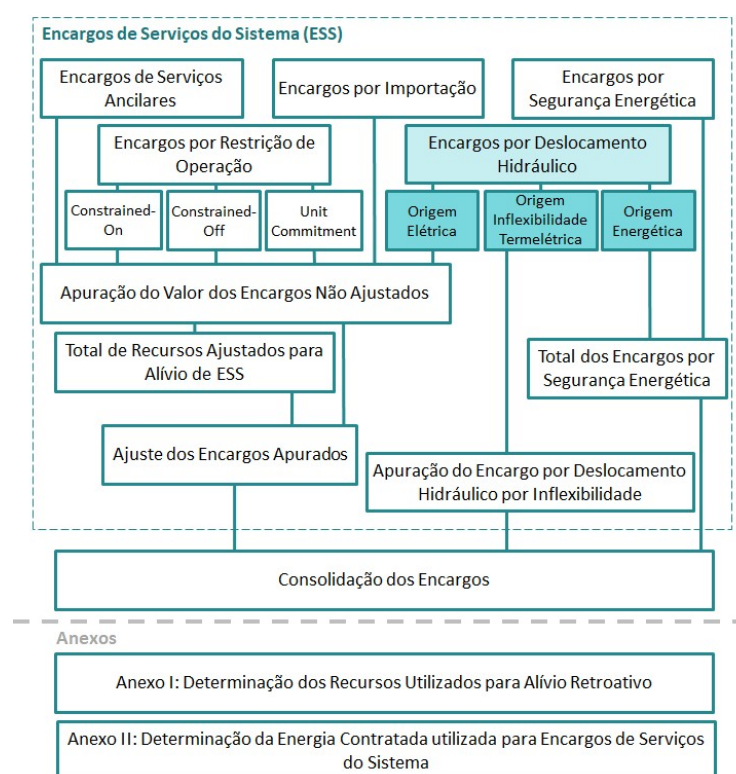 Encargos de Serviços do Sistema (ESS)
Encargos de Serviços
Ancilares
Encargos por Importação
Encargos por
Segurança Energética
Encargos por Restrição de
Operação
Encargos por Deslocamento
Hidráulico
Constrained-
On
Constrained-
Off
Unit
Commitment
Origem
Elétrica
Origem
Inflexibilidade
Termelétrica
Origem
Energética
Apuração do Valor dos Encargos Não Ajustados
Total de Recursos Ajustados para
Alívio de ESS
Total dos Encargos por
Segurança Energética
Ajuste dos Encargos Apurados
Apuração do Encargo por Deslocamento
Hidráulico por Inflexibilidade
Consolidação dos Encargos
Anexos
Anexo I: Determinação dos Recursos Utilizados para Alívio Retroativo
Anexo II: Determinação da Energia Contratada utilizada para Encargos de Serviços
do Sistema